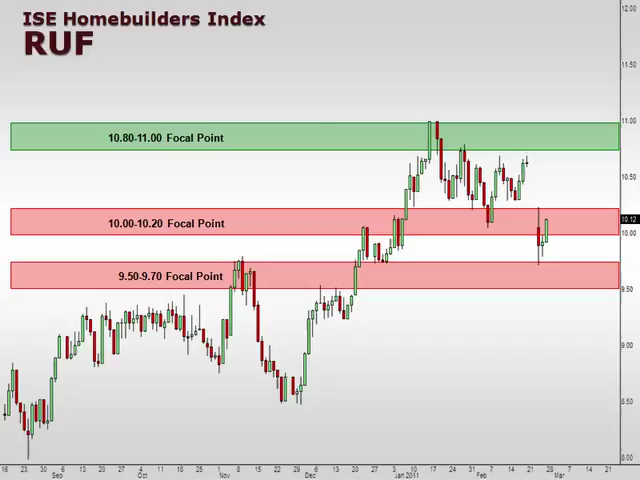 ISE Homebuilders Index
RUF
12.00
11.50
11.00
10.80-11.00 Focal Point
10.50
10.12
10.00-10.20 Focal Point
10.00
9.50-9.70 Focal Point
9.50
9.00
8.50
8.00
16 23 30 6 13 20 27 4 11 18 25 1 8 15 22 29 6 13 20 27 3 10 18 24 31 7 14 21 28 7 14 21
Sep Oct Nov Dec Jan 2011 Feb Mar